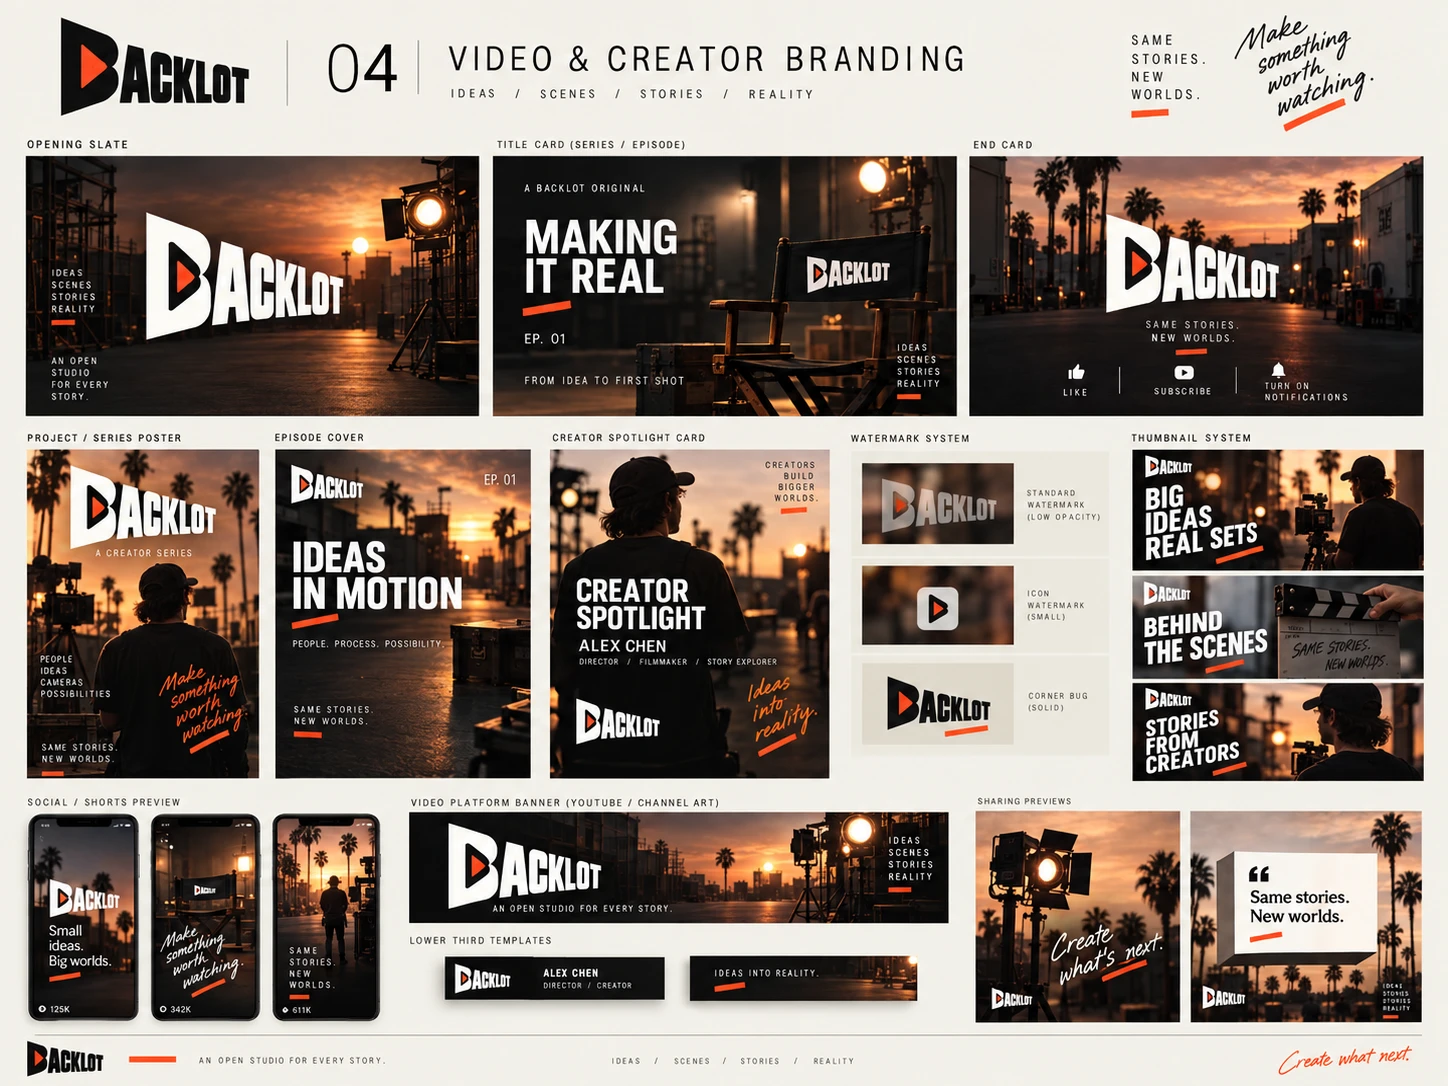 BACKLOT
04
VIDEO & CREATOR BRANDING
IDEAS / SCENES / STORIES / REALITY
SAME
STORIES.
NEW
WORLDS.
Make
something
worth
watching.
OPENING SLATE
IDEAS
SCENES
STORIES
REALITY
AN OPEN
STUDIO
FOR EVERY
STORY.
BACKLOT
TITLE CARD (SERIES / EPISODE)
A BACKLOT ORIGINAL
MAKING
IT REAL
EP. 01
FROM IDEA TO FIRST SHOT
BACKLOT
IDEAS
SCENES
STORIES
REALITY
END CARD
BACKLOT
SAME STORIES.
NEW WORLDS.
LIKE
SUBSCRIBE
TURN ON
NOTIFICATIONS
PROJECT / SERIES POSTER
BACKLOT
A CREATOR SERIES
PEOPLE
IDEAS
CAMERAS
POSSIBILITIES
Make
something
worth
watching.
SAME STORIES.
NEW WORLDS.
EPISODE COVER
BACKLOT
EP. 01
IDEAS
IN MOTION
PEOPLE. PROCESS. POSSIBILITY.
SAME STORIES.
NEW WORLDS.
CREATOR SPOTLIGHT CARD
CREATORS
BUILD
BIGGER
WORLDS.
CREATOR
SPOTLIGHT
ALEX CHEN
DIRECTOR / FILMMAKER / STORY EXPLORER
BACKLOT
Ideas
into
reality.
WATERMARK SYSTEM
BACKLOT
STANDARD
WATERMARK
(LOW OPACITY)
ICON
WATERMARK
(SMALL)
BACKLOT
CORNER BUG
(SOLID)
THUMBNAIL SYSTEM
BACKLOT
BIG
IDEAS
REAL SETS
BACKLOT
BEHIND
THE SCENES
SAME STORIES.
NEW WORLDS.
BACKLOT
STORIES
FROM
CREATORS
SOCIAL / SHORTS PREVIEW
BACKLOT
Small
ideas.
Big worlds.
125K
BACKLOT
Make
something
worth
watching.
342K
SAME
STORIES.
NEW
WORLDS.
611K
VIDEO PLATFORM BANNER (YOUTUBE / CHANNEL ART)
BACKLOT
AN OPEN STUDIO FOR EVERY STORY.
IDEAS
SCENES
STORIES
REALITY
LOWER THIRD TEMPLATES
BACKLOT
ALEX CHEN
DIRECTOR / CREATOR
IDEAS INTO REALITY.
SHARING PREVIEWS
Create
what's next.
BACKLOT
“
Same stories.
New worlds.
BACKLOT
IDEAS
STORIES
REALITY
BACKLOT
AN OPEN STUDIO FOR EVERY STORY.
IDEAS / SCENES / STORIES / REALITY
Create what next.